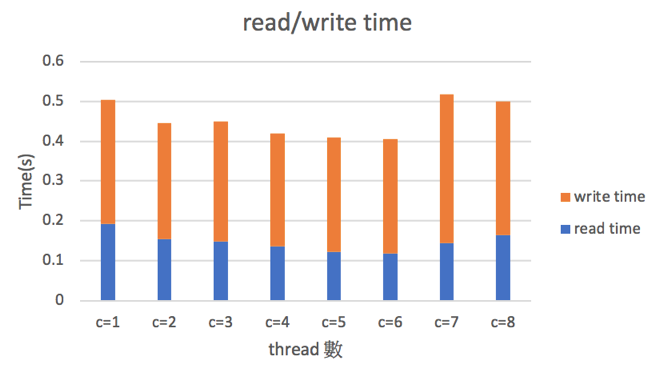 read/write time
0.6
0.5
0.4
0.3
0.2
0.1
0
Time(s)
write time
read time
c=1 c=2 c=3 c=4 c=5 c=6 c=7 c=8
thread 數